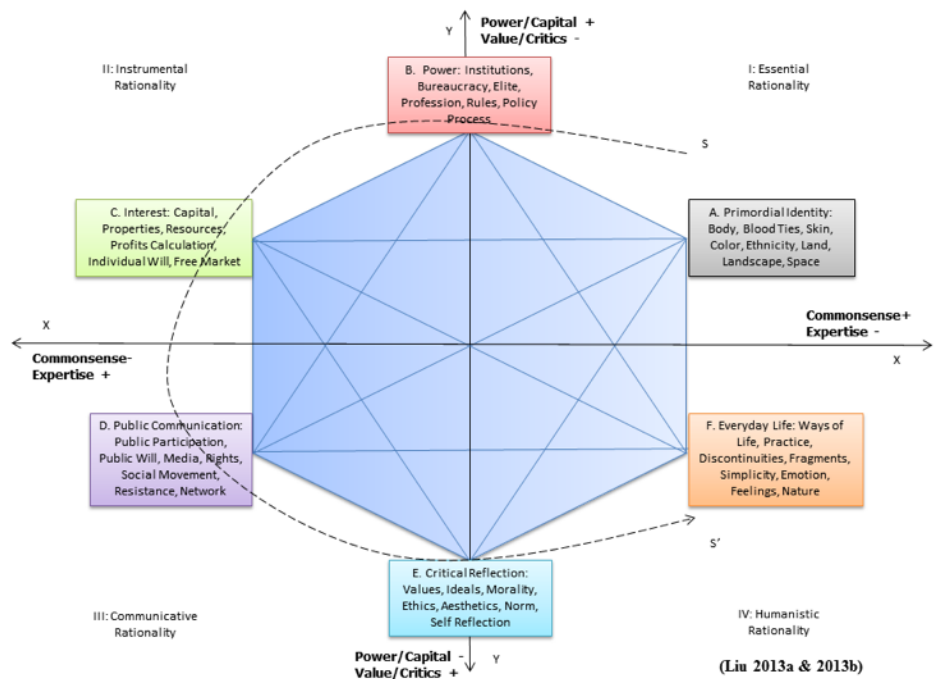 Y
Power/Capital +
Value/Critics -
II: Instrumental
Rationality
I: Essential
Rationality
B. Power: Institutions,
Bureaucracy, Elite,
Profession, Rules, Policy
Process
S
C. Interest: Capital,
Properties, Resources,
Profits Calculation,
Individual Will, Free Market
A. Primordial Identity:
Body, Blood Ties, Skin,
Color, Ethnicity, Land,
Landscape, Space
X
Commonsense-
Expertise +
Commonsense+
Expertise -
X
D. Public Communication:
Public Participation,
Public Will, Media, Rights,
Social Movement,
Resistance, Network
F. Everyday Life: Ways of
Life, Practice,
Discontinuities, Fragments,
Simplicity, Emotion,
Feelings, Nature
S'
E. Critical Reflection:
Values, Ideals, Morality,
Ethics, Aesthetics, Norm,
Self Reflection
III: Communicative
Rationality
IV: Humanistic
Rationality
Power/Capital -
Value/Critics +
Y
(Liu 2013a & 2013b)